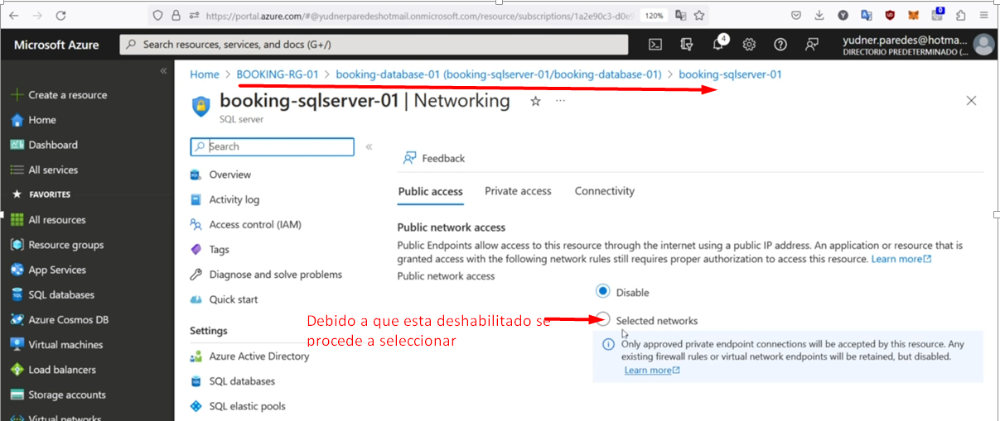 https://portal.azure.com/#@yudnerparedeshotmail.onmicrosoft.com/resource/subscriptions/1a2e90c3-d0e
120%
Microsoft Azure
Search resources, services, and docs (G+/)
4
yudner.paredes@hotma...
DIRECTORIO PREDETERMINADO (...
Create a resource
Home
Dashboard
All services
FAVORITES
All resources
Resource groups
App Services
SQL databases
Azure Cosmos DB
Virtual machines
Load balancers
Storage accounts
Virtual networks
Home > BOOKING-RG-01 > booking-database-01 (booking-sqlserver-01/booking-database-01) > booking-sqlserver-01
booking-sqlserver-01 | Networking
SQL server
Search
Overview
Activity log
Access control (IAM)
Tags
Diagnose and solve problems
Quick start
Settings
Azure Active Directory
SQL databases
SQL elastic pools
Feedback
Public access Private access Connectivity
Public network access
Public Endpoints allow access to this resource through the internet using a public IP address. An application or resource that is
granted access with the following network rules still requires proper authorization to access this resource. Learn more
Public network access
Disable
Selected networks
Debido a que esta deshabilitado se
procede a seleccionar
Only approved private endpoint connections will be accepted by this resource. Any
existing firewall rules or virtual network endpoints will be retained, but disabled.
Learn more